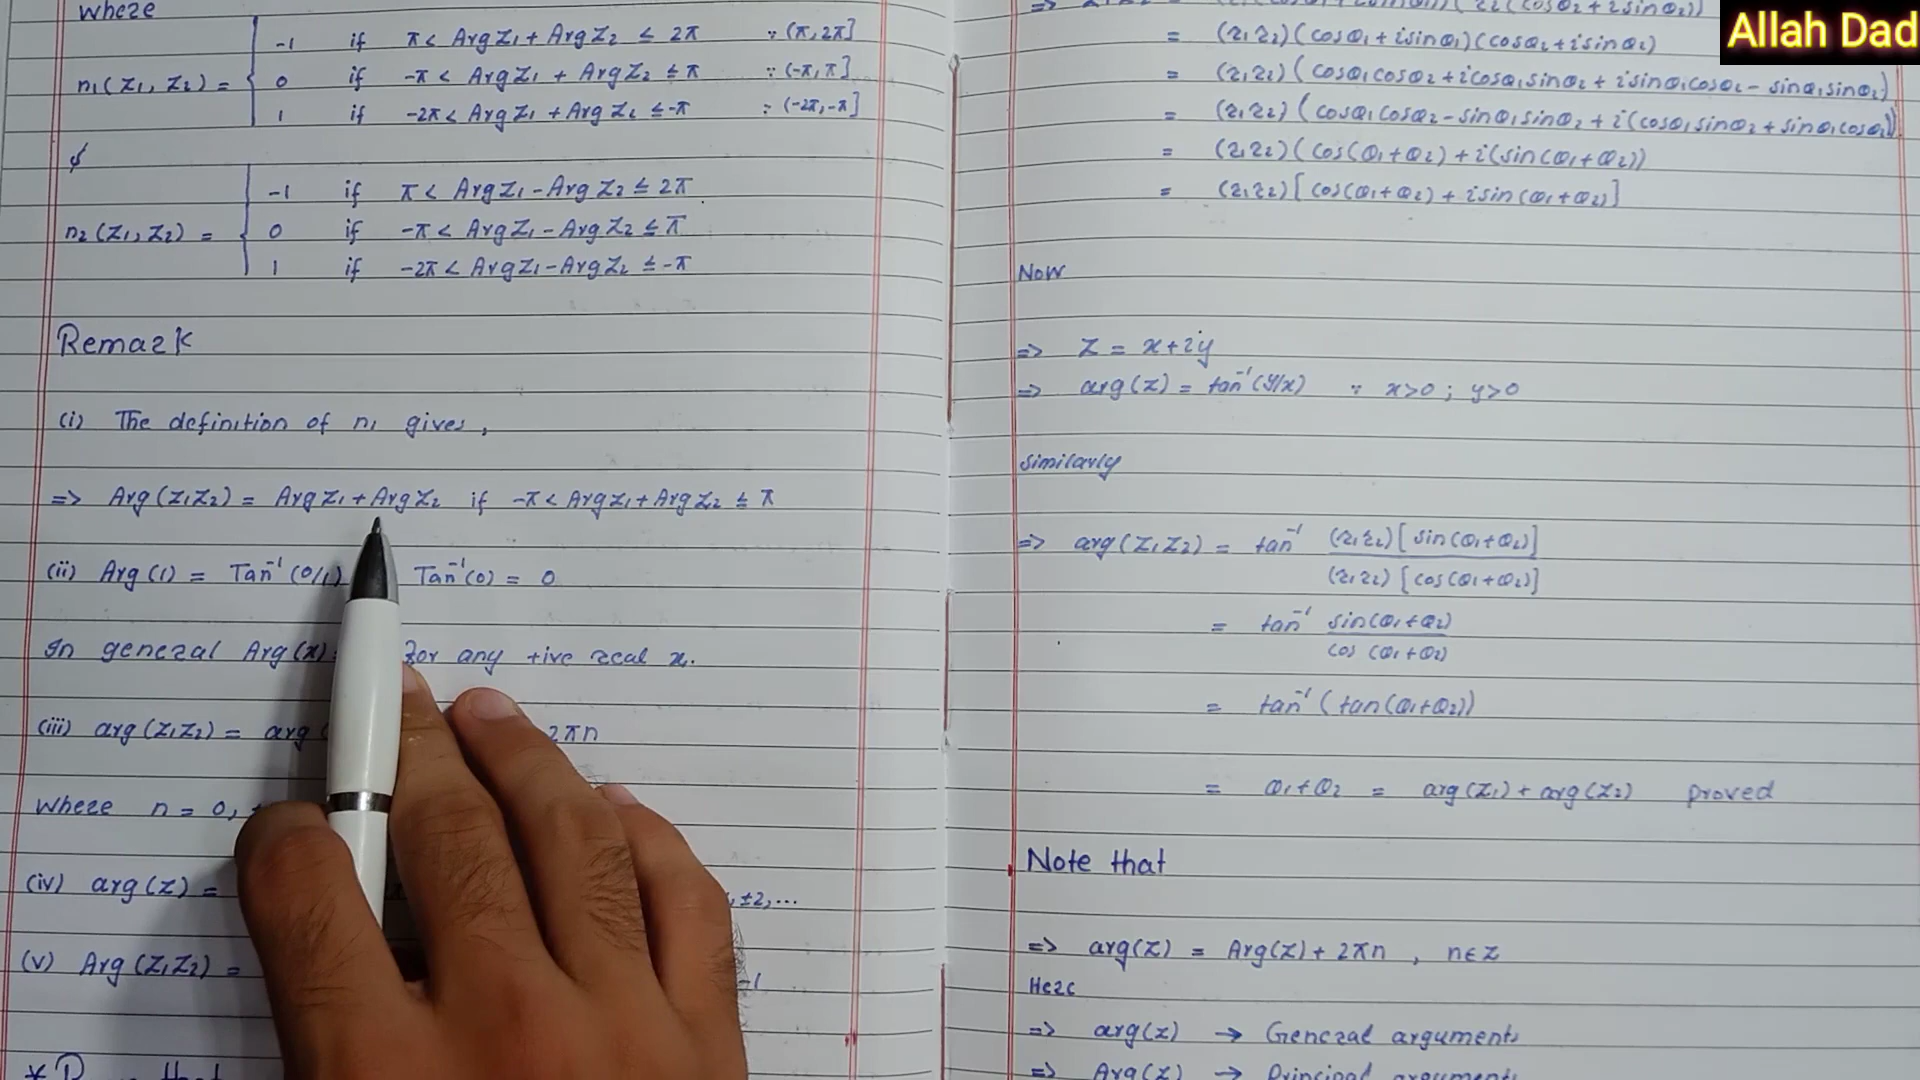 where
n₁(Z₁, Z₂) =
-1 if π < Arg Z₁ + Arg Z₂ ≤ 2π ∵ (π, 2π]
0 if -π < Arg Z₁ + Arg Z₂ ≤ π ∵ (-π, π]
1 if -2π < Arg Z₁ + Arg Z₂ ≤ -π ∵ (-2π, -π]
&
n₂(Z₁, Z₂) =
-1 if π < Arg Z₁ - Arg Z₂ ≤ 2π
0 if -π < Arg Z₁ - Arg Z₂ ≤ π
1 if -2π < Arg Z₁ - Arg Z₂ ≤ -π
Remark
(i) The definition of n₁ gives,
=> Arg(Z₁Z₂) = Arg Z₁ + Arg Z₂ if -π < Arg Z₁ + Arg Z₂ ≤ π
(ii) Arg(1) = Tan⁻¹(0/1) Tan⁻¹(0) = 0
In general Arg(x) for any +ive real x.
(iii) arg(Z₁Z₂) = arg 2πn
where n = 0,
(iv) arg(z) = ±2, ...
(v) Arg(Z₁Z₂) = -1
= (r₁r₂)(cosθ₁ + isinθ₁)(cosθ₂ + isinθ₂)
= (r₁r₂)(cosθ₁cosθ₂ + icosθ₁sinθ₂ + isinθ₁cosθ₂ - sinθ₁sinθ₂)
= (r₁r₂)(cosθ₁cosθ₂ - sinθ₁sinθ₂ + i(cosθ₁sinθ₂ + sinθ₁cosθ₂))
= (r₁r₂)(cos(θ₁+θ₂) + i(sin(θ₁+θ₂))
= (r₁r₂)[cos(θ₁+θ₂) + isin(θ₁+θ₂)]
Now
=> Z = x + iy
=> arg(z) = tan⁻¹(y/x) ∵ x>0 ; y>0
Similarly
=> arg(Z₁Z₂) = tan⁻¹ (r₁r₂)[sin(θ₁+θ₂)]
(r₁r₂)[cos(θ₁+θ₂)]
= tan⁻¹ sin(θ₁+θ₂)
cos(θ₁+θ₂)
= tan⁻¹(tan(θ₁+θ₂))
= θ₁+θ₂ = arg(Z₁) + arg(Z₂) proved
Note that
=> arg(z) = Arg(z) + 2πn , n∈Z
Here
=> arg(z) → General arguments
=> Arg(z) → Principal arguments
Allah Dad